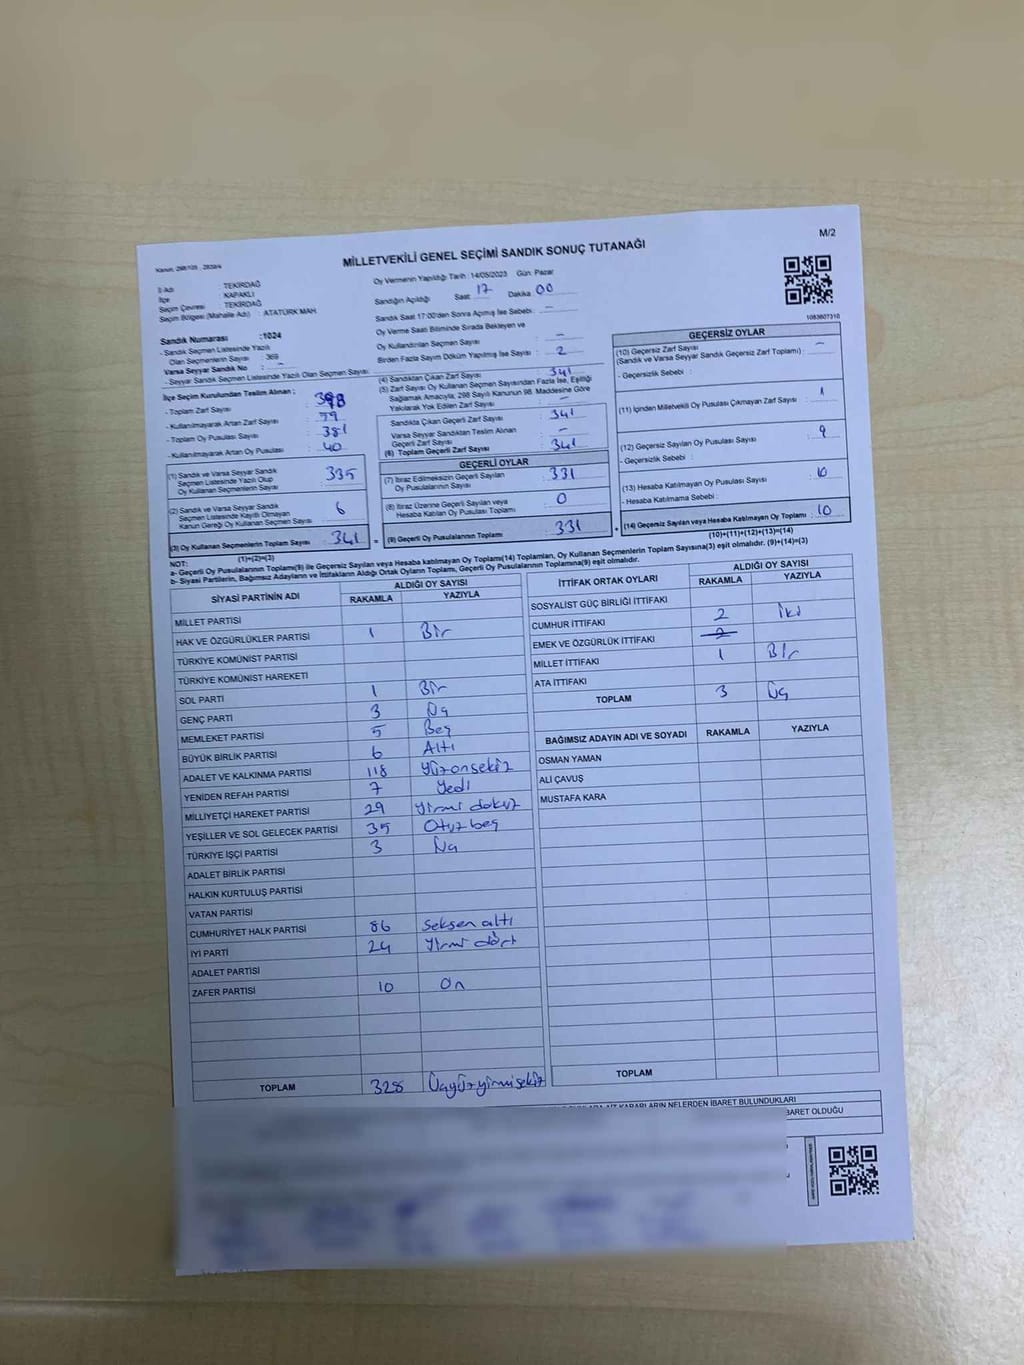 M/2
Kanun: 298/105 , 2839/4
MİLLETVEKİLİ GENEL SEÇİMİ SANDIK SONUÇ TUTANAĞI
İl-Adı : TEKİRDAĞ
İlçe : KAPAKLI
Seçim Çevresi : TEKİRDAĞ
Seçim Bölgesi (Mahalle Adı) : ATATÜRK MAH
Sandık Numarası :1024
- Sandık Seçmen Listesinde Yazılı
Olan Seçmenlerin Sayısı : 369
Varsa Seyyar Sandık No : -
- Seyyar Sandık Seçmen Listesinde Yazılı Olan Seçmen Sayısı:
Oy Vermenin Yapıldığı Tarih :14/05/2023 Gün: Pazar
Sandığın Açıldığı Saat : 17 Dakika : 00
Sandık Saat 17:00'den Sonra Açılmış İse Sebebi: -
Oy Verme Saati Bitiminde Sırada Bekleyen ve
Oy Kullandırılan Seçmen Sayısı : -
Birden Fazla Sayım Döküm Yapılmış İse Sayısı : 2
1083607310
İlçe Seçim Kurulundan Teslim Alınan ;
- Toplam Zarf Sayısı
- Kullanılmayarak Artan Zarf Sayısı : 39
- Toplam Oy Pusulası Sayısı : 381
- Kullanılmayarak Artan Oy Pusulası : 40
(1) Sandık ve Varsa Seyyar Sandık
Seçmen Listesinde Yazılı Olup
Oy Kullanan Seçmenlerin Sayısı : 335
(2) Sandık ve Varsa Seyyar Sandık
Seçmen Listesinde Kayıtlı Olmayan
Kanun Gereği Oy Kullanan Seçmen Sayısı : 6
(3) Oy Kullanan Seçmenlerin Toplam Sayısı : 341
(1)+(2)=(3)
(4) Sandıktan Çıkan Zarf Sayısı : 341
(5) Zarf Sayısı Oy Kullanan Seçmen Sayısından Fazla İse, Eşitliği
Sağlamak Amacıyla; 298 Sayılı Kanunun 98. Maddesine Göre
Yakılarak Yok Edilen Zarf Sayısı : -
Sandıkta Çıkan Geçerli Zarf Sayısı : 341
Varsa Seyyar Sandıktan Teslim Alınan
Geçerli Zarf Sayısı : -
(6) Toplam Geçerli Zarf Sayısı : 341
GEÇERLİ OYLAR
(7) İtiraz Edilmeksizin Geçerli Sayılan
Oy Pusulalarının Sayısı : 331
(8) İtiraz Üzerine Geçerli Sayılan veya
Hesaba Katılan Oy Pusulası Toplamı : 0
(9) Geçerli Oy Pusulalarının Toplamı : 331
GEÇERSİZ OYLAR
(10) Geçersiz Zarf Sayısı
(Sandık ve Varsa Seyyar Sandık Geçersiz Zarf Toplamı) : -
- Geçersizlik Sebebi :
(11) İçinden Milletvekili Oy Pusulası Çıkmayan Zarf Sayısı : 1
(12) Geçersiz Sayılan Oy Pusulası Sayısı : 9
- Geçersizlik Sebebi :
(13) Hesaba Katılmayan Oy Pusulası Sayısı : 10
- Hesaba Katılmama Sebebi :
(14) Geçersiz Sayılan veya Hesaba Katılmayan Oy Toplamı : 10
(10)+(11)+(12)+(13)=(14)
NOT:
a- Geçerli Oy Pusulalarının Toplamı(9) ile Geçersiz Sayılan veya Hesaba katılmayan Oy Toplamı(14) Toplamları, Oy Kullanan Seçmenlerin Toplam Sayısına(3) eşit olmalıdır. (9)+(14)=(3)
b- Siyasi Partilerin, Bağımsız Adayların ve İttifakların Aldığı Ortak Oyların Toplamı, Geçerli Oy Pusulalarının Toplamına(9) eşit olmalıdır.
SİYASİ PARTİNİN ADI ALDIĞI OY SAYISI
RAKAMLA YAZIYLA
MİLLET PARTİSİ
HAK VE ÖZGÜRLÜKLER PARTİSİ 1 Bir
TÜRKİYE KOMÜNİST PARTİSİ
TÜRKİYE KOMÜNİST HAREKETİ
SOL PARTİ 1 Bir
GENÇ PARTİ 3 Üç
MEMLEKET PARTİSİ 5 Beş
BÜYÜK BİRLİK PARTİSİ 6 Altı
ADALET VE KALKINMA PARTİSİ 118 Yüzonsekiz
YENİDEN REFAH PARTİSİ 7 Yedi
MİLLİYETÇİ HAREKET PARTİSİ 29 Yirmi dokuz
YEŞİLLER VE SOL GELECEK PARTİSİ 35 Otuz beş
TÜRKİYE İŞÇİ PARTİSİ 3 Üç
ADALET BİRLİK PARTİSİ
HALKIN KURTULUŞ PARTİSİ
VATAN PARTİSİ
CUMHURİYET HALK PARTİSİ 86 Seksen altı
İYİ PARTİ 24 Yirmi dört
ADALET PARTİSİ
ZAFER PARTİSİ 10 On
TOPLAM 328 Üçyüzyirmisekiz
İTTİFAK ORTAK OYLARI ALDIĞI OY SAYISI
RAKAMLA YAZIYLA
SOSYALİST GÜÇ BİRLİĞİ İTTİFAKI
CUMHUR İTTİFAKI 2 İki
EMEK VE ÖZGÜRLÜK İTTİFAKI 2
MİLLET İTTİFAKI 1 Bir
ATA İTTİFAKI
TOPLAM 3 Üç
BAĞIMSIZ ADAYIN ADI VE SOYADI RAKAMLA YAZIYLA
OSMAN YAMAN
ALİ ÇAVUŞ
MUSTAFA KARA
TOPLAM
KARARLARIN NELERDEN İBARET BULUNDUKLARI
İBARET OLDUĞU